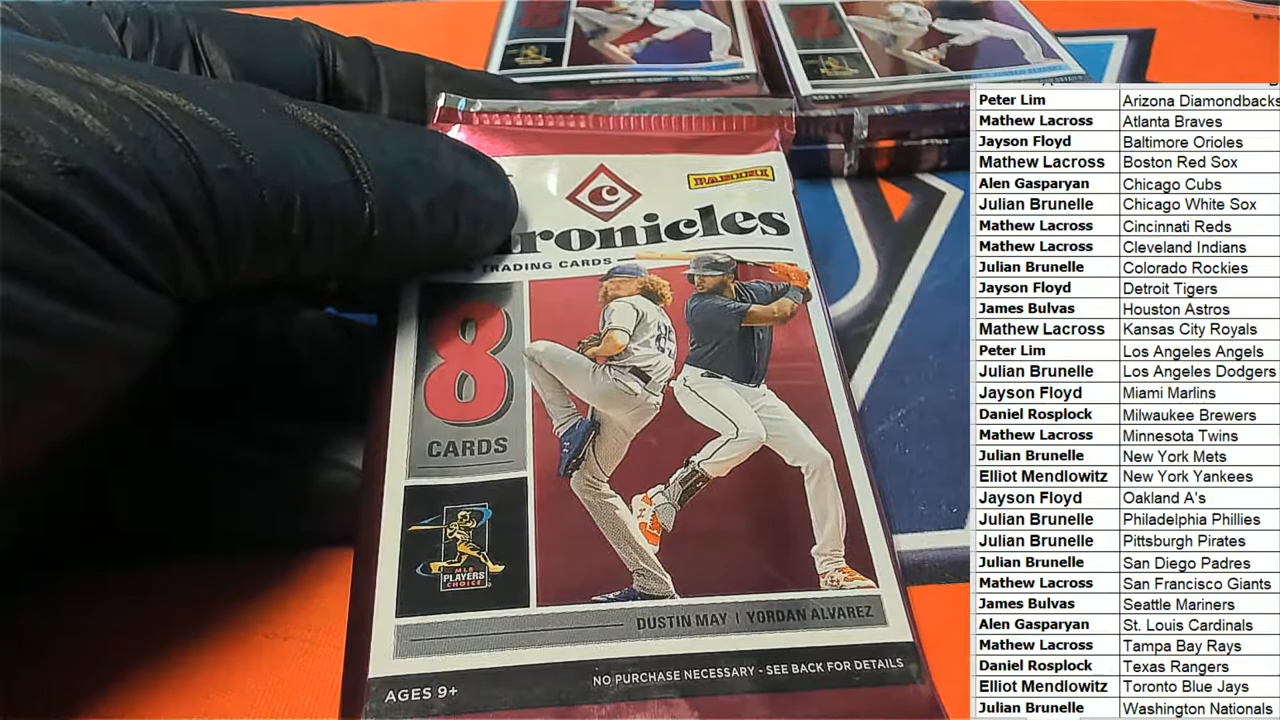 PANINI
C
ronicles
TRADING CARDS
8
CARDS
MLB
PLAYERS
CHOICE
DUSTIN MAY | YORDAN ALVAREZ
NO PURCHASE NECESSARY - SEE BACK FOR DETAILS
AGES 9+
Peter Lim Arizona Diamondbacks
Mathew Lacross Atlanta Braves
Jayson Floyd Baltimore Orioles
Mathew Lacross Boston Red Sox
Alen Gasparyan Chicago Cubs
Julian Brunelle Chicago White Sox
Mathew Lacross Cincinnati Reds
Mathew Lacross Cleveland Indians
Julian Brunelle Colorado Rockies
Jayson Floyd Detroit Tigers
James Bulvas Houston Astros
Mathew Lacross Kansas City Royals
Peter Lim Los Angeles Angels
Julian Brunelle Los Angeles Dodgers
Jayson Floyd Miami Marlins
Daniel Rosplock Milwaukee Brewers
Mathew Lacross Minnesota Twins
Julian Brunelle New York Mets
Elliot Mendlowitz New York Yankees
Jayson Floyd Oakland A's
Julian Brunelle Philadelphia Phillies
Julian Brunelle Pittsburgh Pirates
Julian Brunelle San Diego Padres
Mathew Lacross San Francisco Giants
James Bulvas Seattle Mariners
Alen Gasparyan St. Louis Cardinals
Mathew Lacross Tampa Bay Rays
Daniel Rosplock Texas Rangers
Elliot Mendlowitz Toronto Blue Jays
Julian Brunelle Washington Nationals